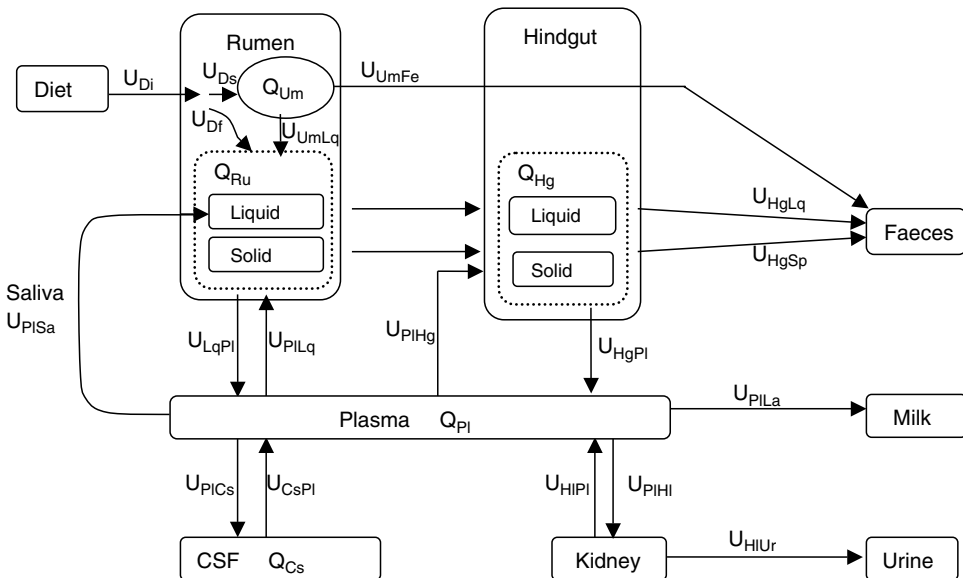 Rumen
Hindgut
Diet
U_Di
U_Ds
Q_Um
U_UmFe
U_Df
U_UmLq
Q_Ru
Liquid
Solid
Q_Hg
Liquid
Solid
U_HgLq
U_HgSp
Faeces
Saliva
U_PlSa
U_LqPl
U_PlLq
U_PlHg
U_HgPl
Plasma Q_Pl
U_PlLa
Milk
U_PlCs
U_CsPl
U_HlPl
U_PlHl
CSF Q_Cs
Kidney
U_HlUr
Urine